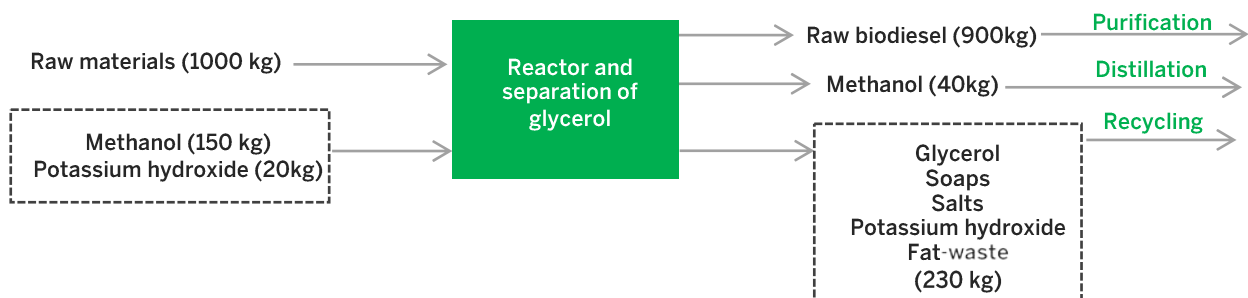 Raw materials (1000 kg)
Methanol (150 kg)
Potassium hydroxide (20kg)
Reactor and
separation of
glycerol
Raw biodiesel (900kg)
Purification
Methanol (40kg)
Distillation
Recycling
Glycerol
Soaps
Salts
Potassium hydroxide
Fat-waste
(230 kg)